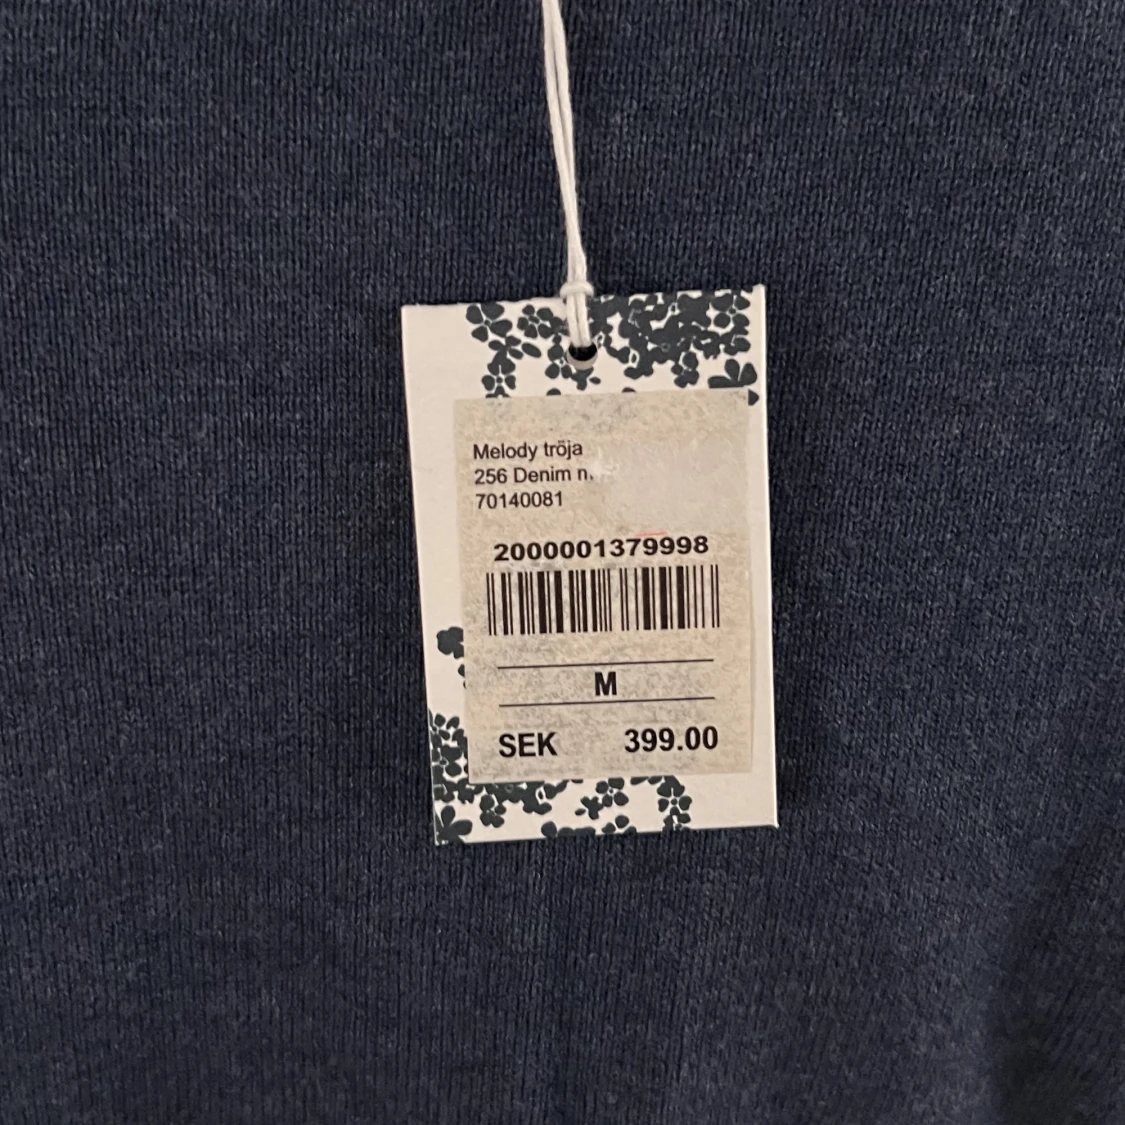 Melody tröja
256 Denim
70140081
2000001379998
M
SEK 399.00